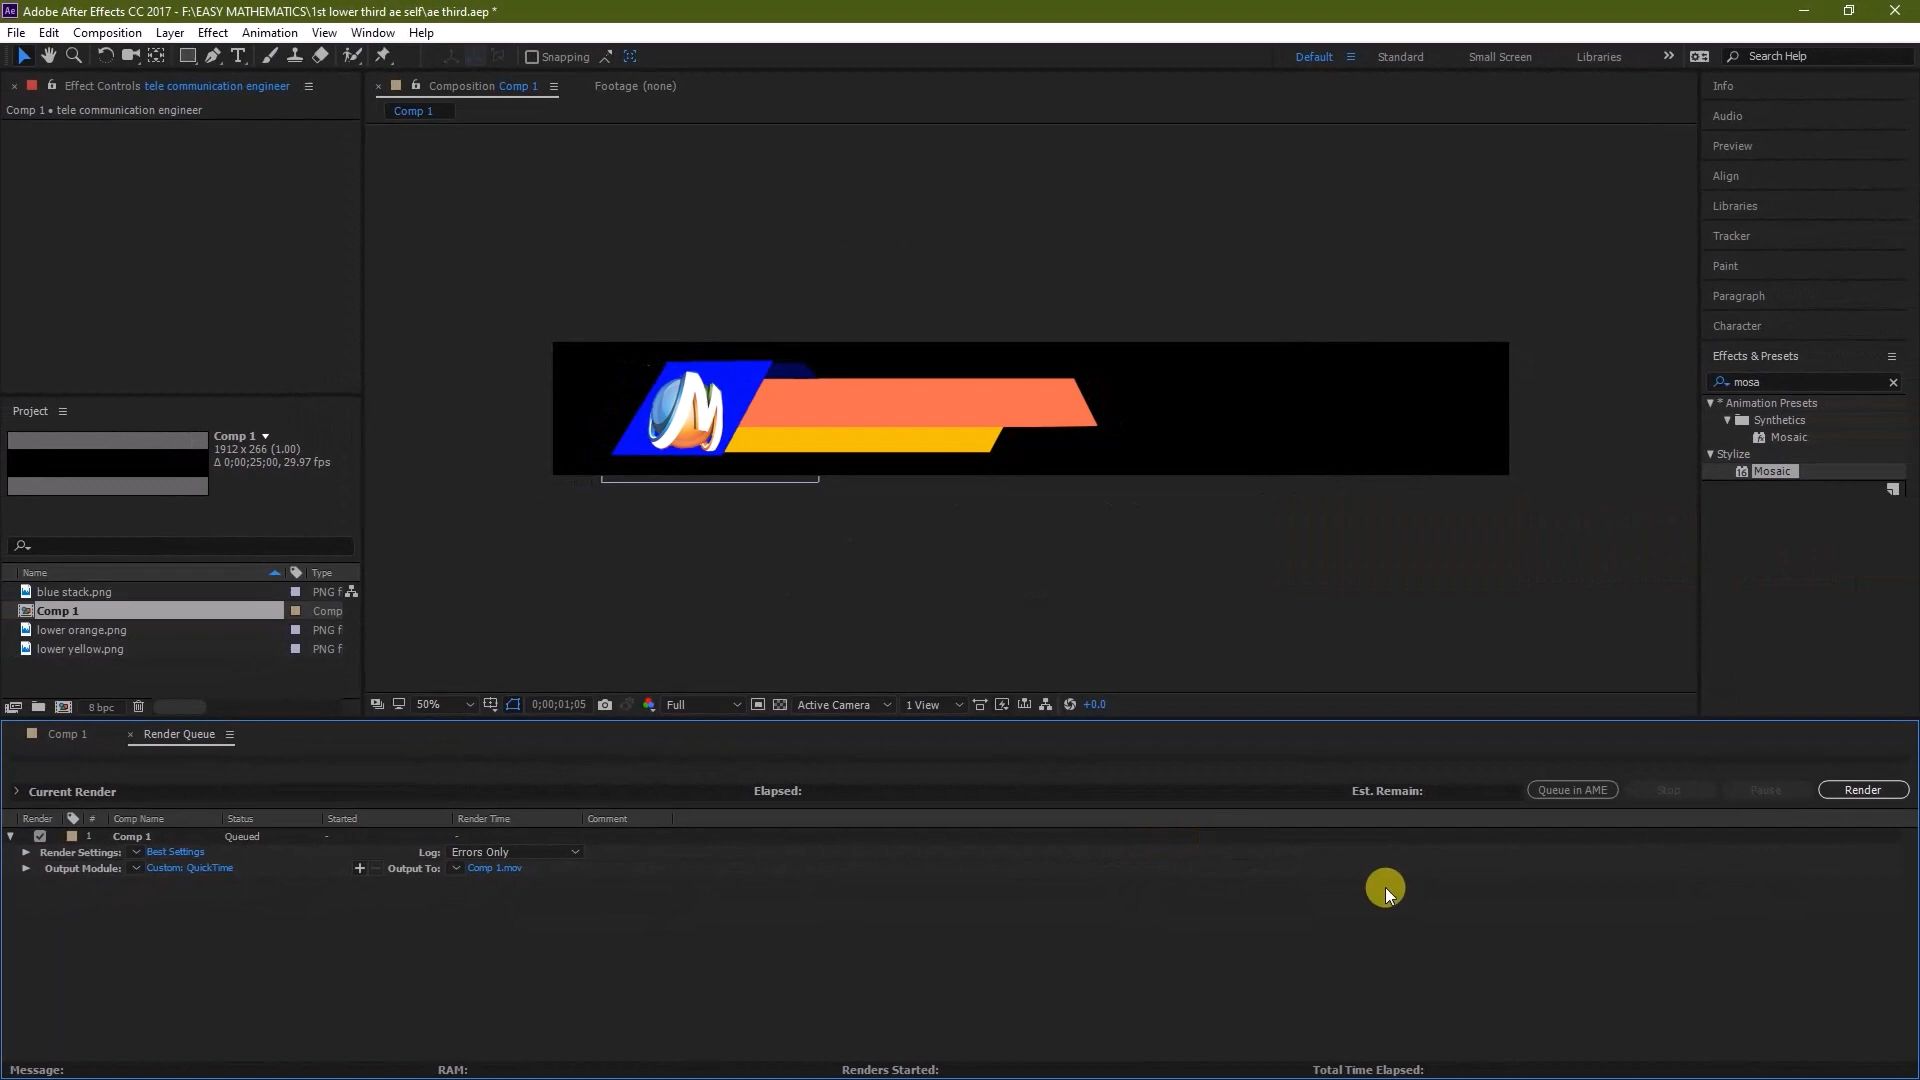 Ae Adobe After Effects CC 2017 - F:\EASY MATHEMATICS\1st lower third ae self\ae third.aep *
File Edit Composition Layer Effect Animation View Window Help
Snapping
Default Standard Small Screen Libraries Search Help
Effect Controls tele communication engineer
Comp 1 • tele communication engineer
Composition Comp 1
Footage (none)
Comp 1
M
Info
Audio
Preview
Align
Libraries
Tracker
Paint
Paragraph
Character
Effects & Presets
mosa
* Animation Presets
Synthetics
Mosaic
Stylize
Mosaic
Project
Comp 1
1912 x 266 (1.00)
Δ 0;00;25;00, 29.97 fps
Name Type
blue stack.png PNG f
Comp 1 Comp
lower orange.png PNG f
lower yellow.png PNG f
8 bpc
50% 0;00;01;05 Full Active Camera 1 View +0.0
Comp 1 Render Queue
Current Render Elapsed: Est. Remain: Queue in AME Stop Pause Render
Render # Comp Name Status Started Render Time Comment
1 Comp 1 Queued - -
Render Settings: Best Settings Log: Errors Only
Output Module: Custom: QuickTime Output To: Comp 1.mov
Message: RAM: Renders Started: Total Time Elapsed: